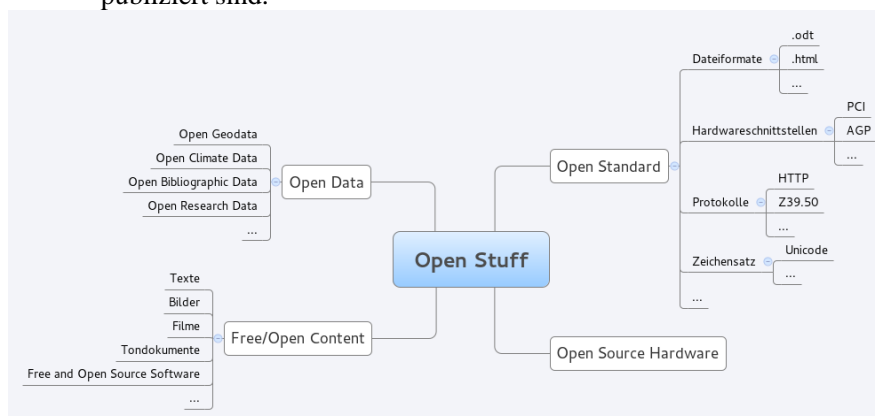 publiziert sind.
Open Stuff
Open Data
Open Geodata
Open Climate Data
Open Bibliographic Data
Open Research Data
...
Free/Open Content
Texte
Bilder
Filme
Tondokumente
Free and Open Source Software
...
Open Standard
Dateiformate
.odt
.html
...
Hardwareschnittstellen
PCI
AGP
...
Protokolle
HTTP
Z39.50
...
Zeichensatz
Unicode
...
...
Open Source Hardware